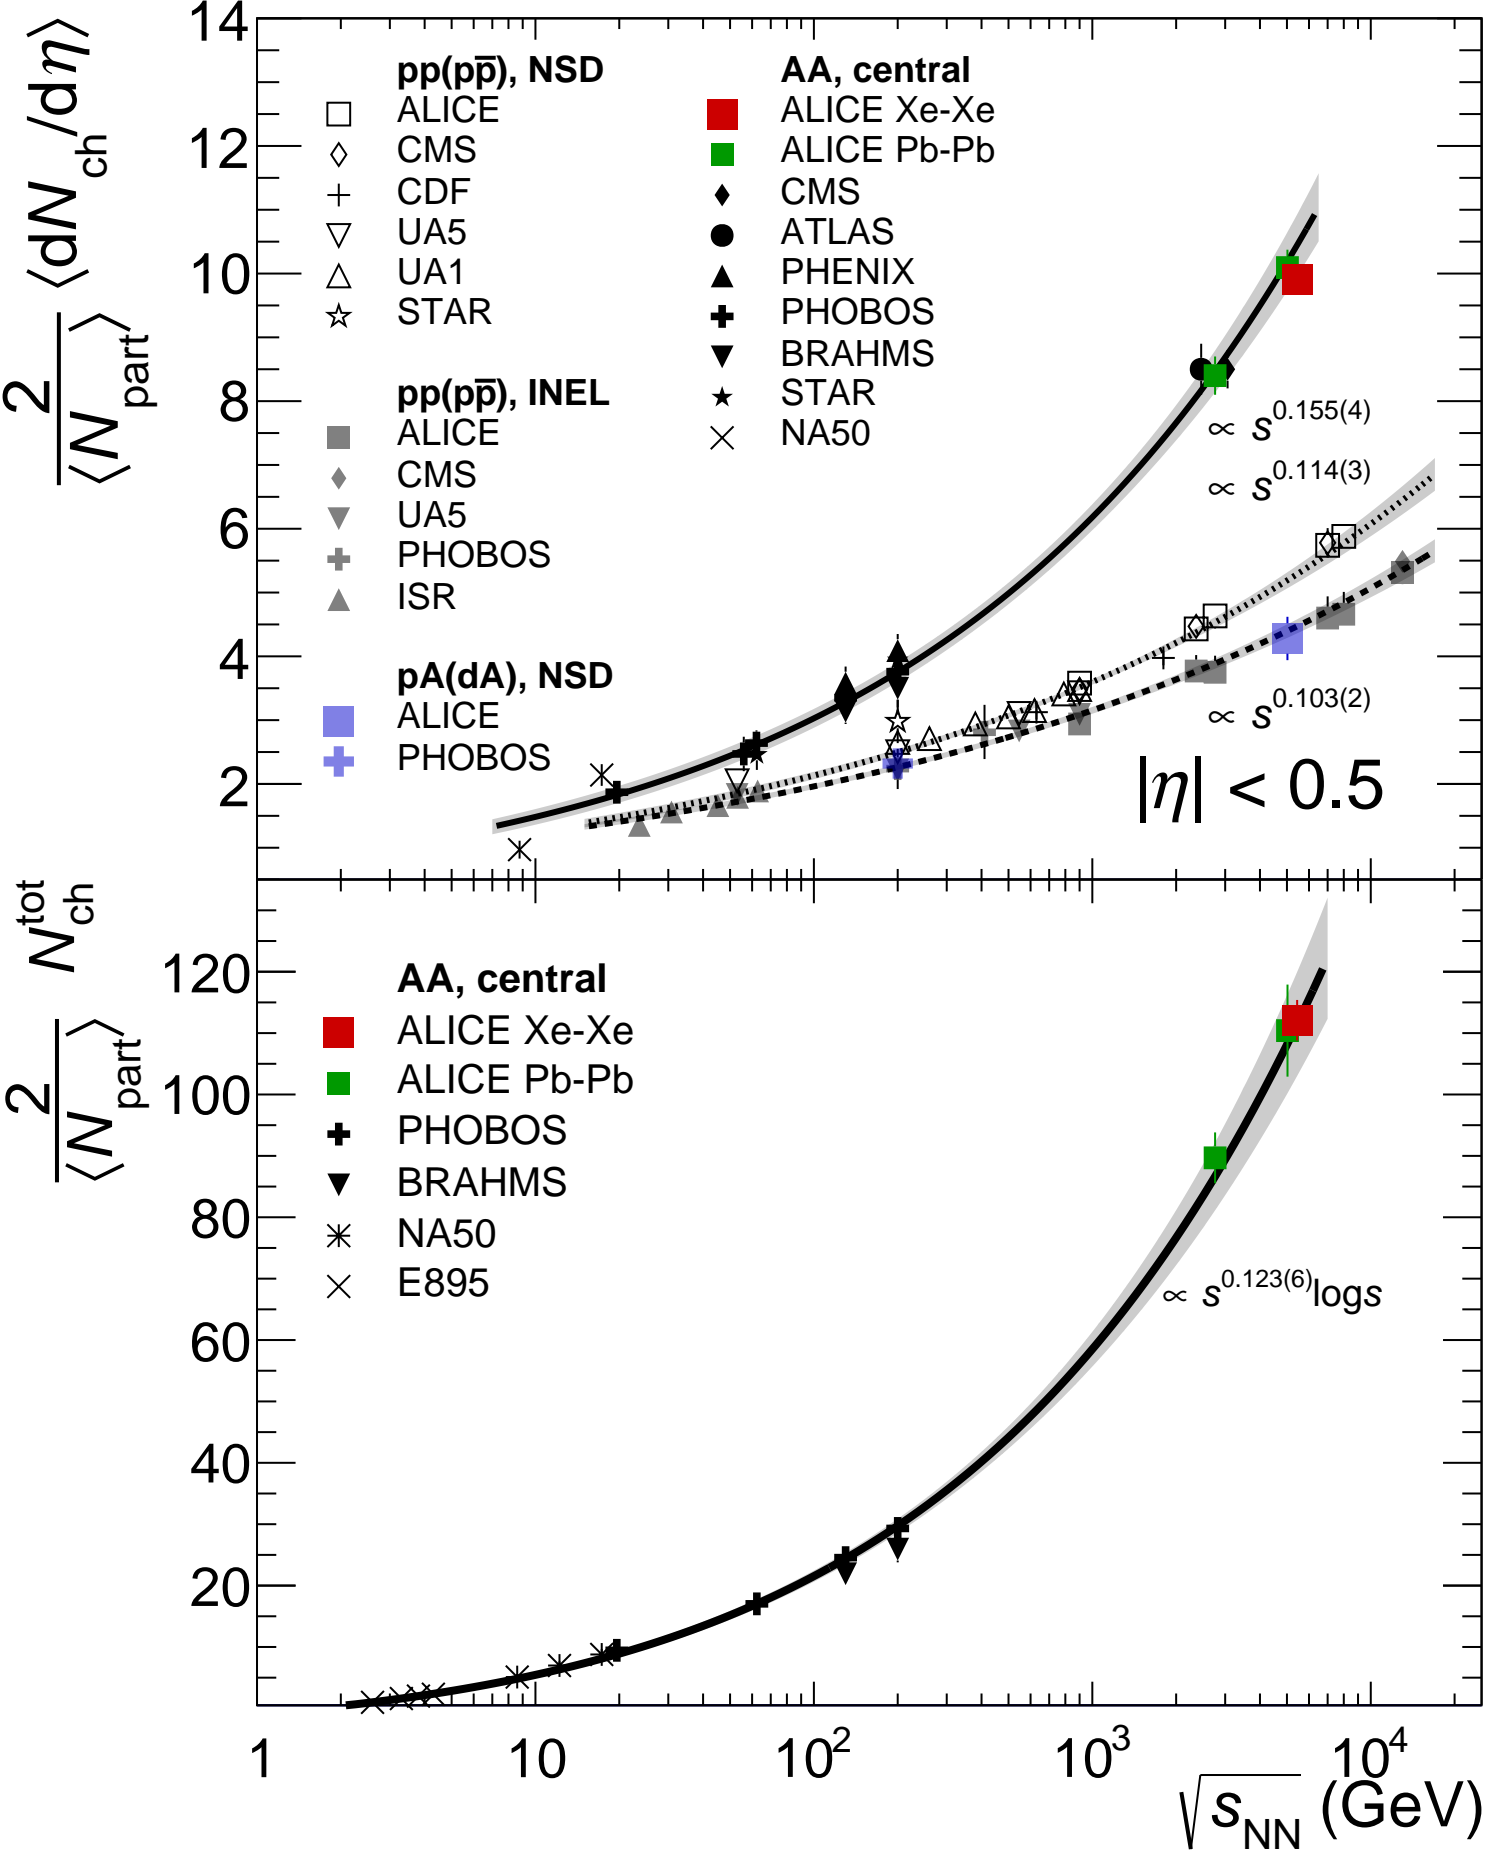 2/⟨N_part⟩ ⟨dN_ch/dη⟩
14
12
10
8
6
4
2
pp(pp̅), NSD
ALICE
CMS
CDF
UA5
UA1
STAR
pp(pp̅), INEL
ALICE
CMS
UA5
PHOBOS
ISR
pA(dA), NSD
ALICE
PHOBOS
AA, central
ALICE Xe-Xe
ALICE Pb-Pb
CMS
ATLAS
PHENIX
PHOBOS
BRAHMS
STAR
NA50
∝ s^0.155(4)
∝ s^0.114(3)
∝ s^0.103(2)
|η| < 0.5
2/⟨N_part⟩ N_ch^tot
120
100
80
60
40
20
AA, central
ALICE Xe-Xe
ALICE Pb-Pb
PHOBOS
BRAHMS
NA50
E895
∝ s^0.123(6) logs
1 10 10^2 10^3 10^4
√s_NN (GeV)